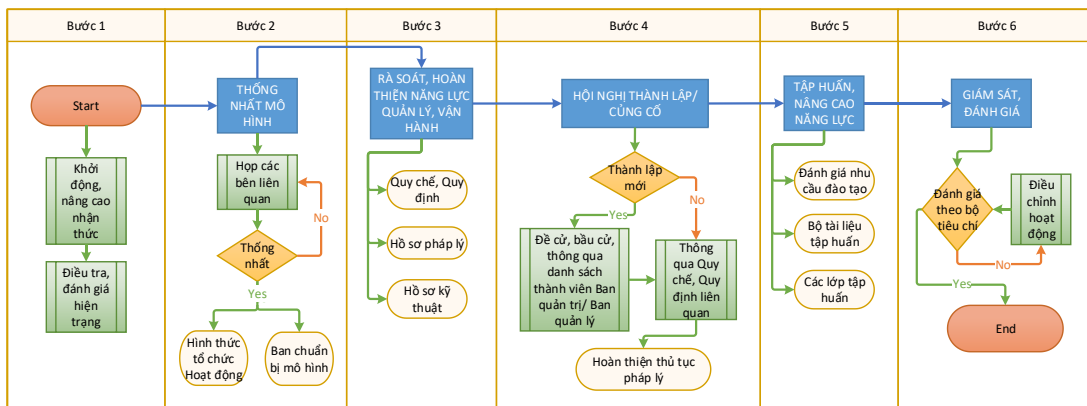 Bước 1
Bước 2
Bước 3
Bước 4
Bước 5
Bước 6
Start
Khởi
động, nâng
cao nhận
thức
Điều tra,
đánh giá
hiện
trạng
THỐNG
NHẤT MÔ
HÌNH
Họp các
bên liên
quan
No
Thống
nhất
Yes
Hình thức
tổ chức
Hoạt động
Ban chuẩn
bị mô hình
RÀ SOÁT, HOÀN
THIỆN NĂNG LỰC
QUẢN LÝ, VẬN
HÀNH
Quy chế, Quy
định
Hồ sơ pháp lý
Hồ sơ kỹ
thuật
HỘI NGHỊ THÀNH LẬP/
CỦNG CỐ
Thành lập
mới
No
Yes
Đề cử, bầu cử,
thông qua
danh sách
thành viên Ban
quản trị/ Ban
quản lý
Thông
qua Quy
chế, Quy
định liên
quan
Hoàn thiện thủ tục
pháp lý
TẬP HUẤN,
NÂNG CAO
NĂNG LỰC
Đánh giá nhu
cầu đào tạo
Bộ tài liệu
tập huấn
Các lớp tập
huấn
GIÁM SÁT,
ĐÁNH GIÁ
Đánh giá
theo bộ
tiêu chí
Điều
chỉnh
hoạt
động
No
Yes
End